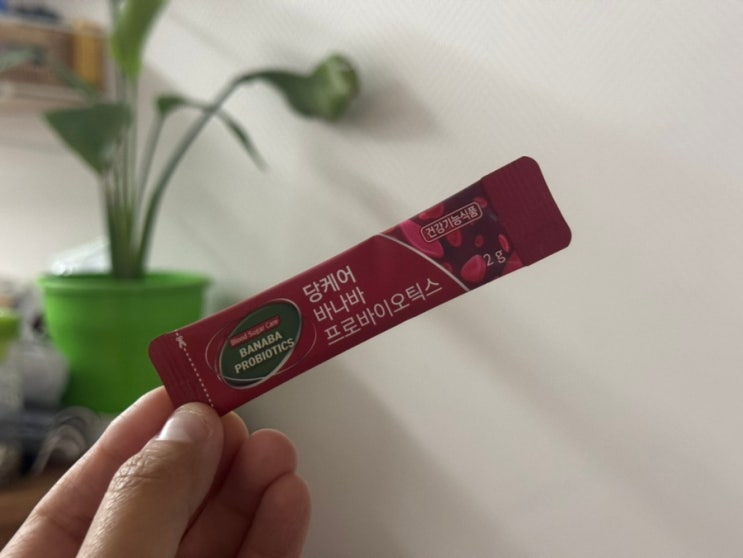 건강기능식품
2 g
당케어
바나바
프로바이오틱스
Blood Sugar Care
BANABA
PROBIOTICS